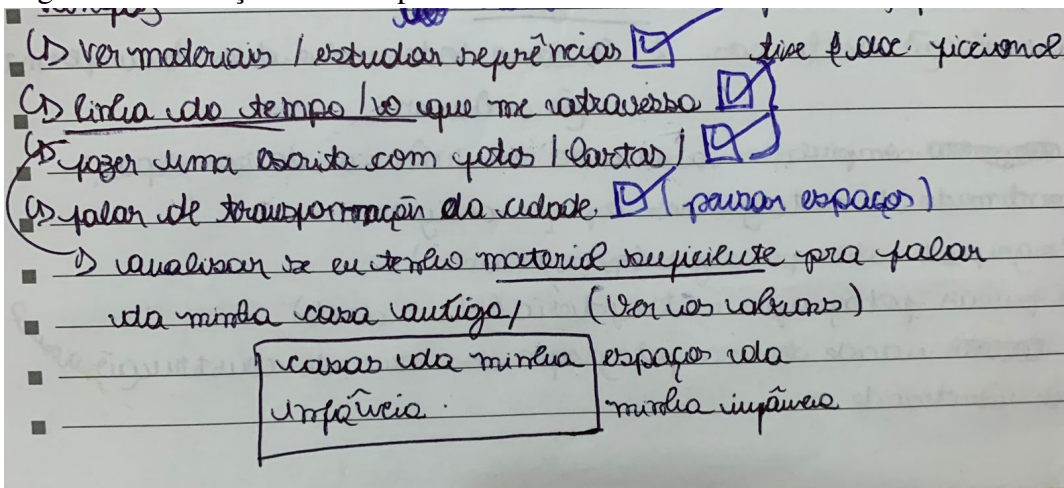 ↳ ver materiais / estudar referências ☑ live & doc ficcional
↳ linha do tempo / o que me atravessa ☑
↳ fazer uma escrita com fotos / cartas / ☑
↳ falar de transformação da cidade ☑ (pensar espaços)
↳ analisar se eu tenho material suficiente pra falar
da minha casa antiga / (Ver os álbuns)
casas da minha espaços da
infância. minha infância